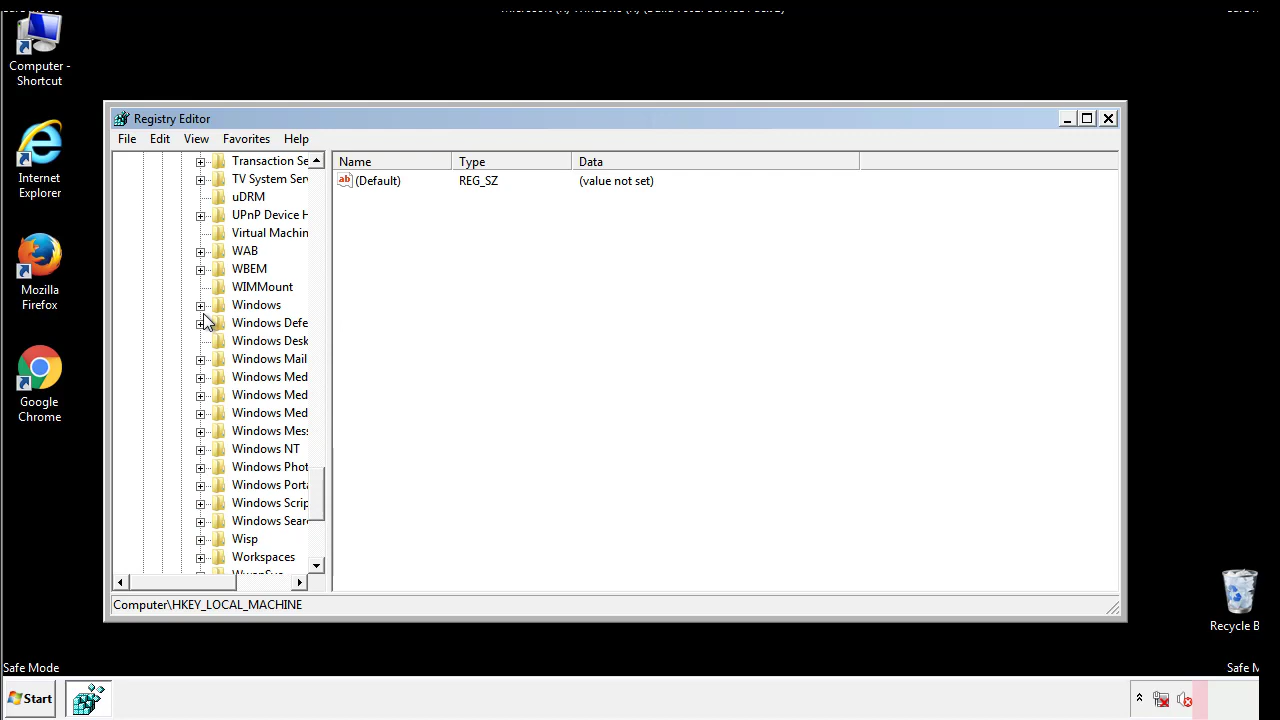 Computer -
Shortcut
Internet
Explorer
Mozilla
Firefox
Google
Chrome
Registry Editor
File Edit View Favorites Help
Transaction Se
TV System Serv
uDRM
UPnP Device H
Virtual Machin
WAB
WBEM
WIMMount
Windows
Windows Defe
Windows Desk
Windows Mail
Windows Med
Windows Med
Windows Med
Windows Mess
Windows NT
Windows Phot
Windows Porta
Windows Scrip
Windows Sear
Wisp
Workspaces
Name Type Data
ab (Default) REG_SZ (value not set)
Computer\HKEY_LOCAL_MACHINE
Recycle B
Safe Mode Safe M
Start